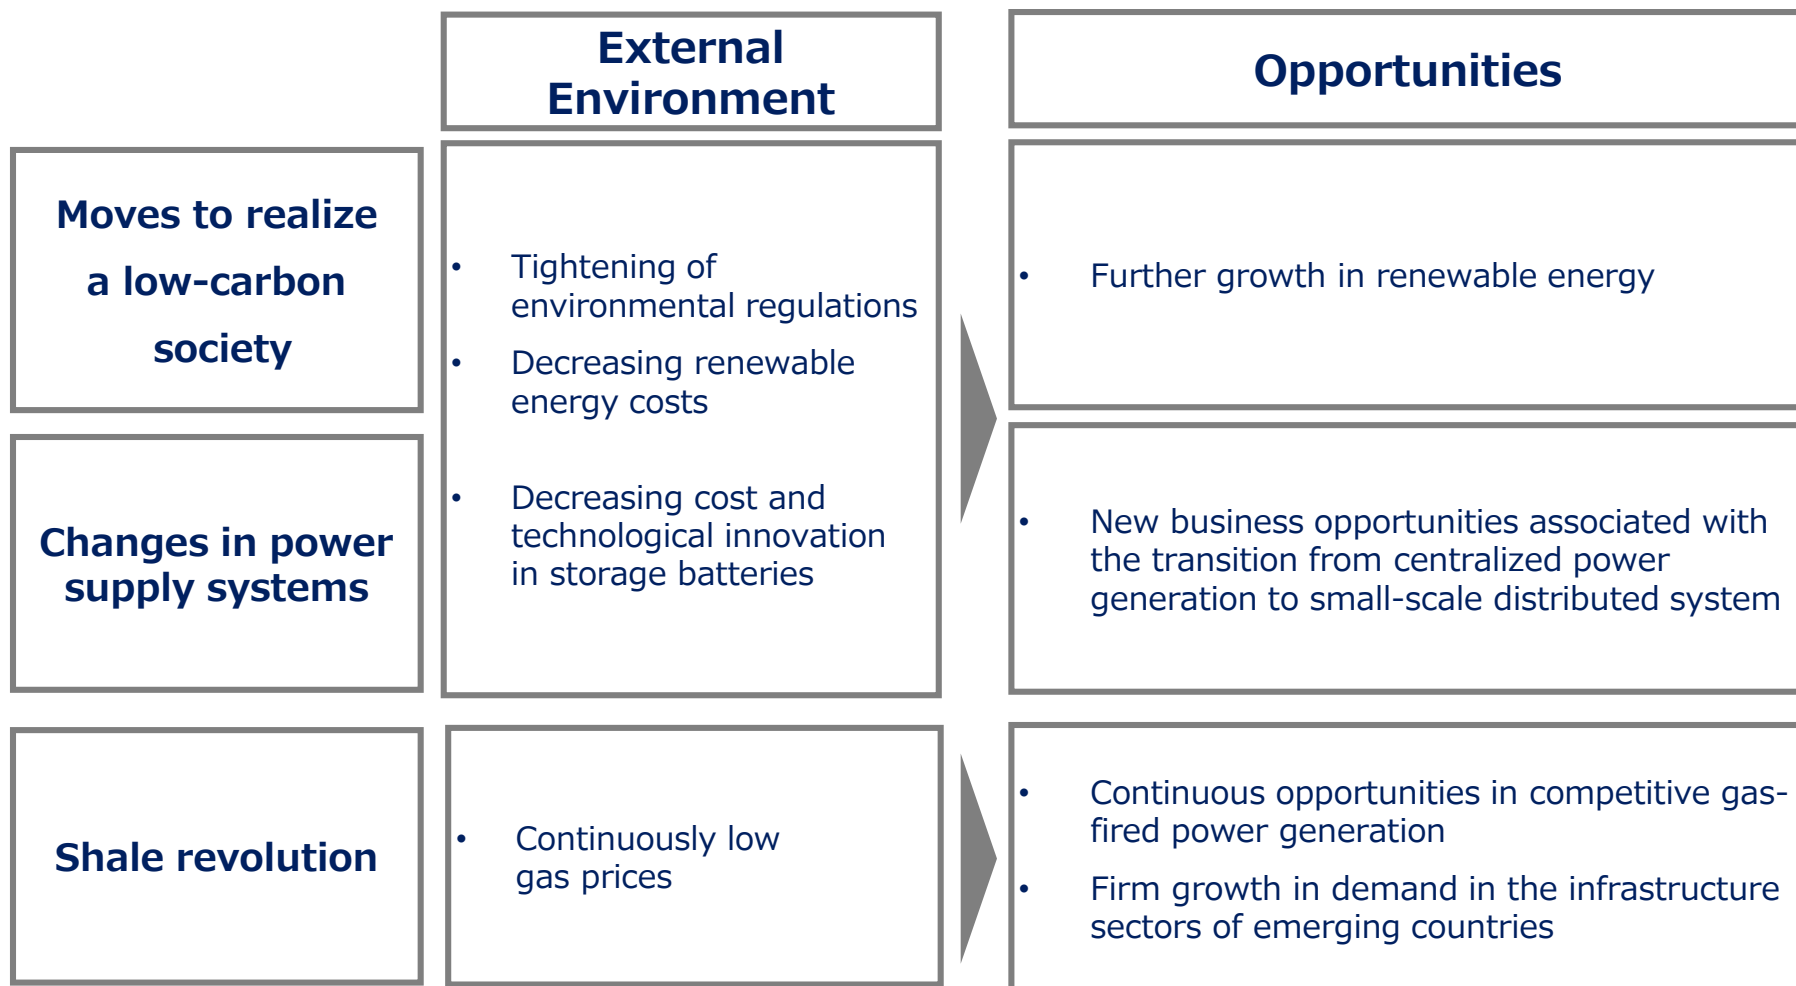 External
Environment
Opportunities
Moves to realize
a low-carbon
society
• Tightening of
environmental regulations
• Decreasing renewable
energy costs
• Decreasing cost and
technological innovation
in storage batteries
• Further growth in renewable energy
Changes in power
supply systems
• New business opportunities associated with
the transition from centralized power
generation to small-scale distributed system
Shale revolution
• Continuously low
gas prices
• Continuous opportunities in competitive gas-
fired power generation
• Firm growth in demand in the infrastructure
sectors of emerging countries